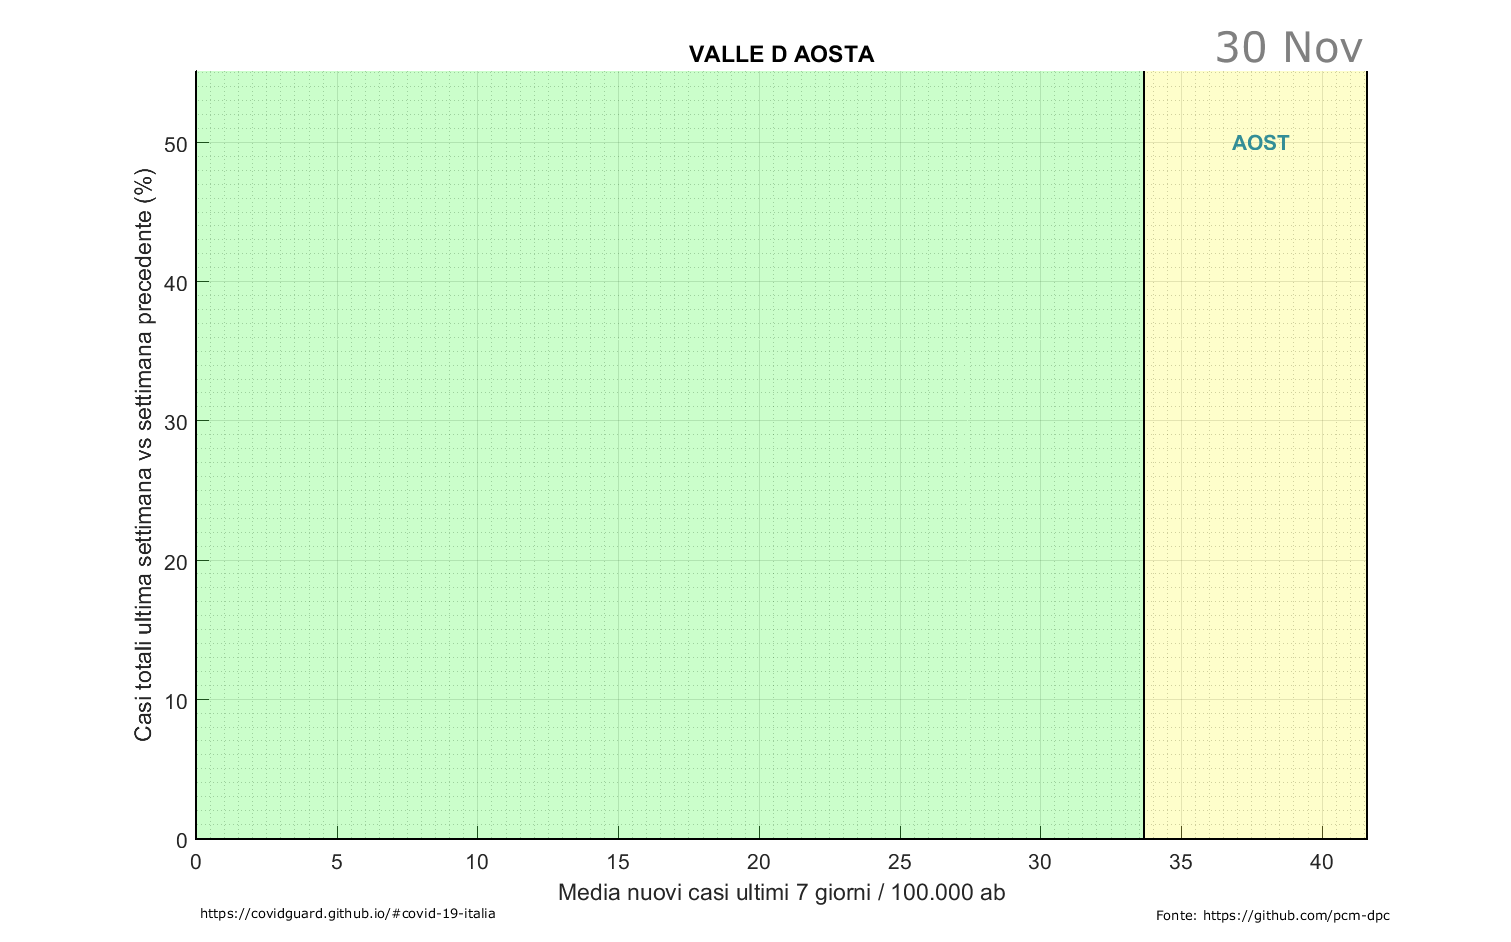 30 Nov
VALLE D AOSTA
AOST
50
40
30
20
10
0
Casi totali ultima settimana vs settimana precedente (%)
0 5 10 15 20 25 30 35 40
Media nuovi casi ultimi 7 giorni / 100.000 ab
https://covidguard.github.io/#covid-19-italia
Fonte: https://github.com/pcm-dpc